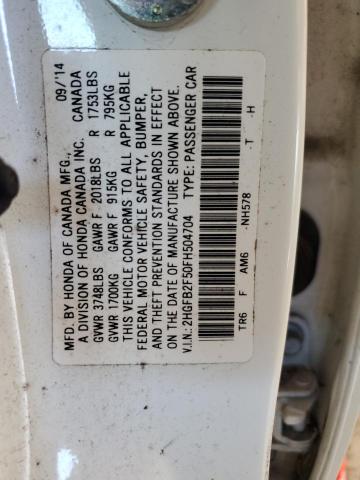 MFD. BY HONDA OF CANADA MFG., 09/'14
A DIVISION OF HONDA CANADA INC. CANADA
GVWR 3748LBS GAWR F 2018LBS R 1753LBS
GVWR 1700KG GAWR F 915KG R 795KG
THIS VEHICLE CONFORMS TO ALL APPLICABLE
FEDERAL MOTOR VEHICLE SAFETY, BUMPER,
AND THEFT PREVENTION STANDARDS IN EFFECT
ON THE DATE OF MANUFACTURE SHOWN ABOVE.
V.I.N.: 2HGFB2F50FH504704 TYPE: PASSENGER CAR
TR6 F AM6 -NH578 -T -H